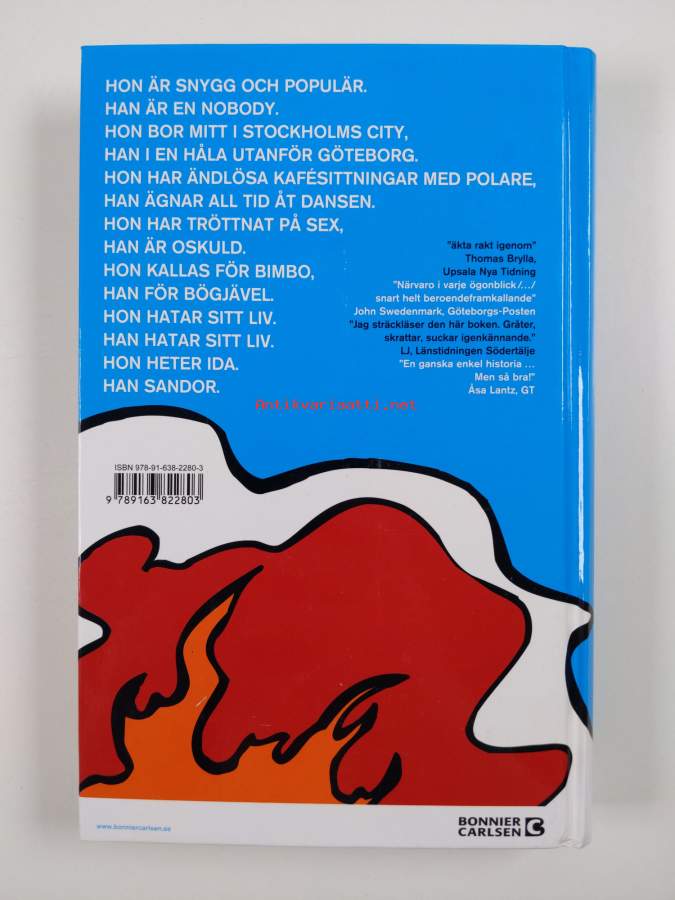 HON ÄR SNYGG OCH POPULÄR.
HAN ÄR EN NOBODY.
HON BOR MITT I STOCKHOLMS CITY,
HAN I EN HÅLA UTANFÖR GÖTEBORG.
HON HAR ÄNDLÖSA KAFÉSITTNINGAR MED POLARE,
HAN ÄGNAR ALL TID ÅT DANSEN.
HON HAR TRÖTTNAT PÅ SEX,
HAN ÄR OSKULD.
HON KALLAS FÖR BIMBO,
HAN FÖR BÖGJÄVEL.
HON HATAR SITT LIV.
HAN HATAR SITT LIV.
HON HETER IDA.
HAN SANDOR.
"äkta rakt igenom"
Thomas Brylla,
Upsala Nya Tidning
"Närvaro i varje ögonblick /.../
snart helt beroendeframkallande"
John Swedenmark, Göteborgs-Posten
"Jag sträckläser den här boken. Gråter,
skrattar, suckar igenkännande."
LJ, Länstidningen Södertälje
"En ganska enkel historia ...
Men så bra!"
Åsa Lantz, GT
Antikvariaatti.net
ISBN 978-91-638-2280-3
9 789163 822803
www.bonniercarlsen.se
BONNIER
CARLSEN